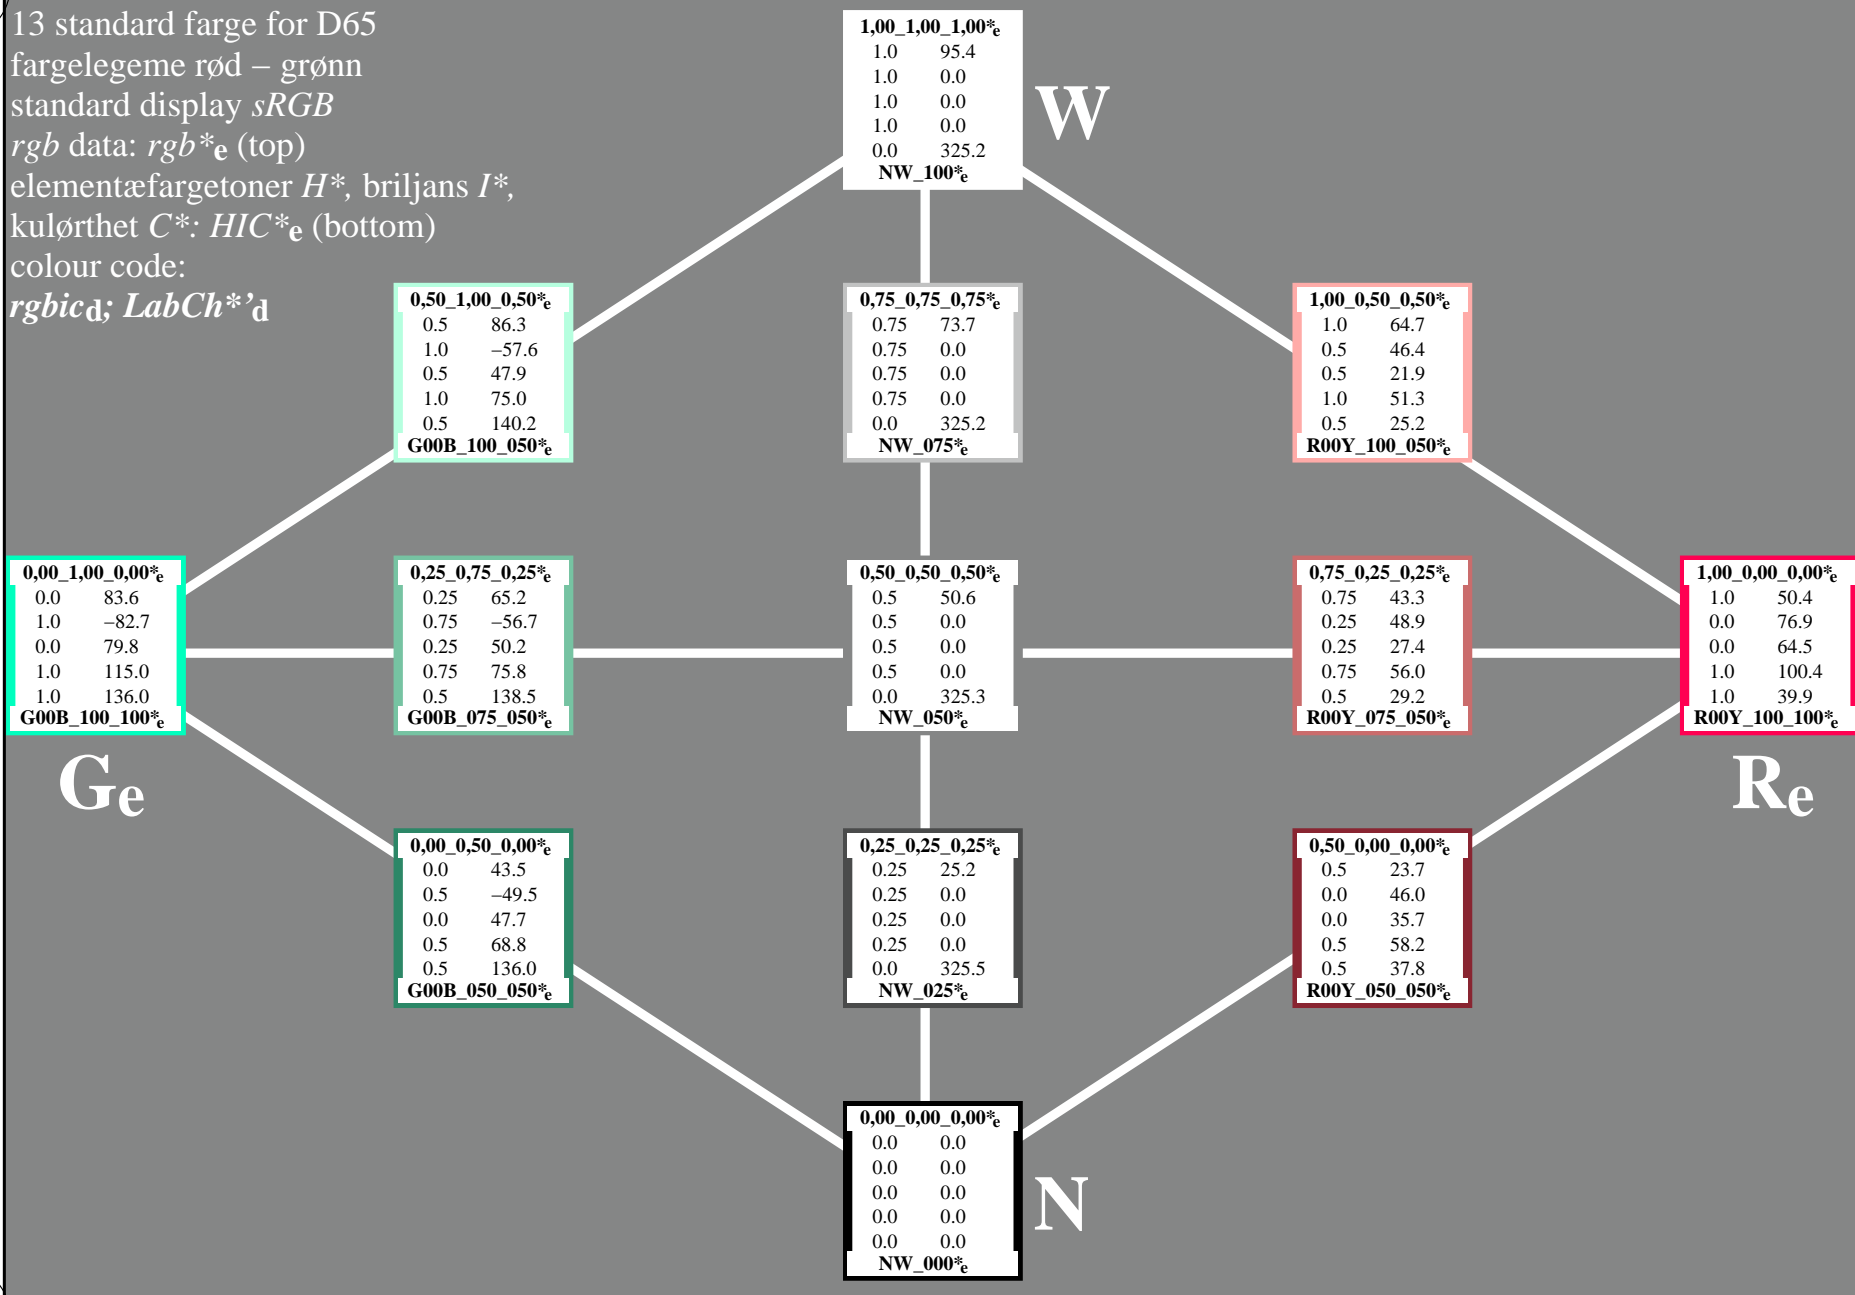 13 standard farge for D65
fargelegeme rød – grønn
standard display sRGB
rgb data: rgb*e (top)
elementæfargetoner H*, briljans I*,
kulørthet C*: HIC*e (bottom)
colour code:
rgbicd; LabCh*’d
1,00_1,00_1,00*e
1.0 95.4
1.0 0.0
1.0 0.0
1.0 0.0
0.0 325.2
NW_100*e
W
0,50_1,00_0,50*e
0.5 86.3
1.0 −57.6
0.5 47.9
1.0 75.0
0.5 140.2
G00B_100_050*e
0,75_0,75_0,75*e
0.75 73.7
0.75 0.0
0.75 0.0
0.75 0.0
0.0 325.2
NW_075*e
1,00_0,50_0,50*e
1.0 64.7
0.5 46.4
0.5 21.9
1.0 51.3
0.5 25.2
R00Y_100_050*e
0,00_1,00_0,00*e
0.0 83.6
1.0 −82.7
0.0 79.8
1.0 115.0
1.0 136.0
G00B_100_100*e
Ge
0,25_0,75_0,25*e
0.25 65.2
0.75 −56.7
0.25 50.2
0.75 75.8
0.5 138.5
G00B_075_050*e
0,50_0,50_0,50*e
0.5 50.6
0.5 0.0
0.5 0.0
0.5 0.0
0.0 325.3
NW_050*e
0,75_0,25_0,25*e
0.75 43.3
0.25 48.9
0.25 27.4
0.75 56.0
0.5 29.2
R00Y_075_050*e
1,00_0,00_0,00*e
1.0 50.4
0.0 76.9
0.0 64.5
1.0 100.4
1.0 39.9
R00Y_100_100*e
Re
0,00_0,50_0,00*e
0.0 43.5
0.5 −49.5
0.0 47.7
0.5 68.8
0.5 136.0
G00B_050_050*e
0,25_0,25_0,25*e
0.25 25.2
0.25 0.0
0.25 0.0
0.25 0.0
0.0 325.5
NW_025*e
0,50_0,00_0,00*e
0.5 23.7
0.0 46.0
0.0 35.7
0.5 58.2
0.5 37.8
R00Y_050_050*e
0,00_0,00_0,00*e
0.0 0.0
0.0 0.0
0.0 0.0
0.0 0.0
0.0 0.0
NW_000*e
N